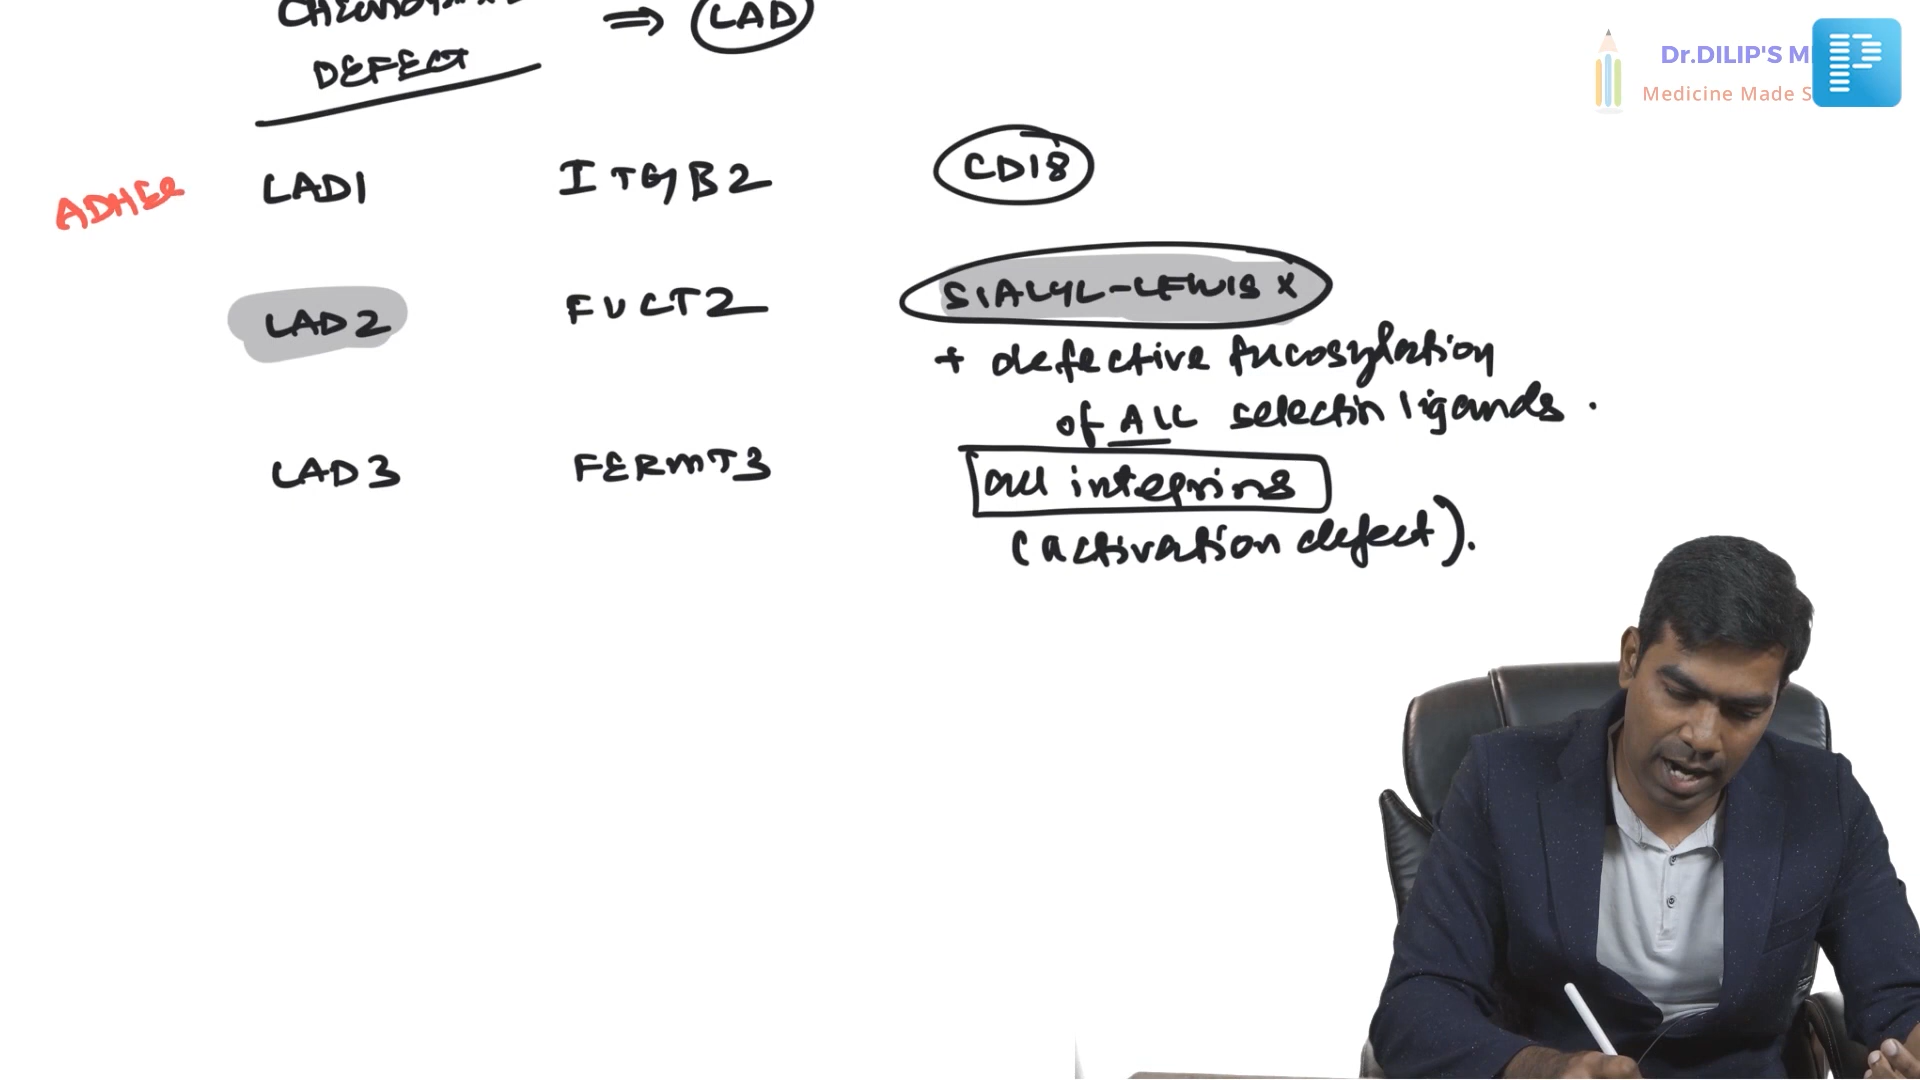 ⇒ LAD
DEFECT
Dr.DILIP'S M
Medicine Made S
ADHE
LAD1 ITGB2 CD18
LAD2 FUCT2 SIALYL-LEWIS X
+ defective fucosylation
of ALL selectin ligands.
LAD3 FERMT3 all integrins
(activation defect).